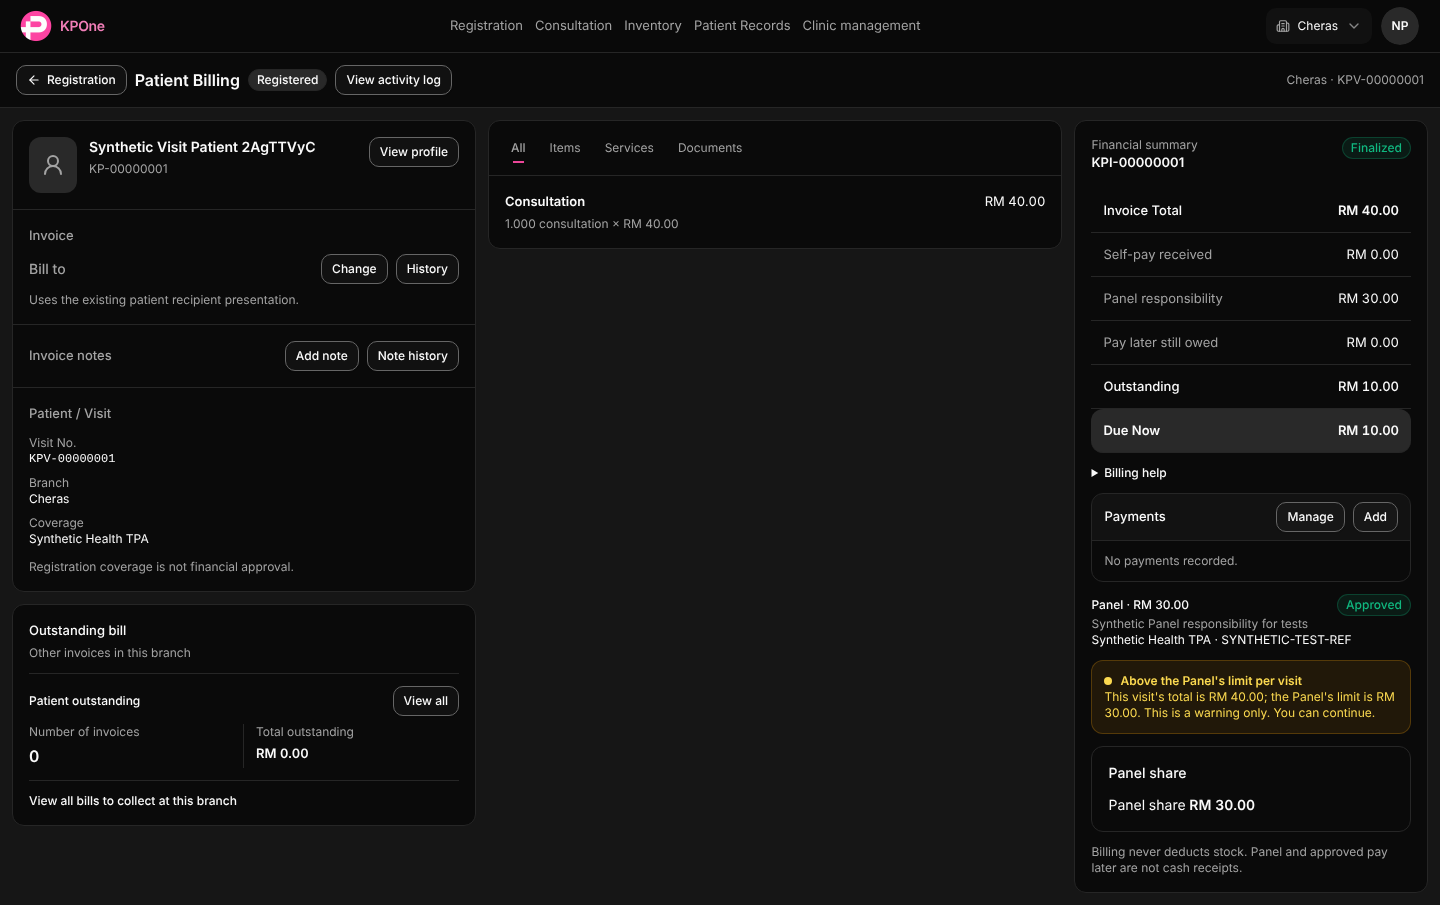 KPOne
Registration Consultation Inventory Patient Records Clinic management
Cheras
NP
Registration
Patient Billing
Registered
View activity log
Cheras · KPV-00000001
Synthetic Visit Patient 2AgTTVyC
KP-00000001
View profile
Invoice
Bill to
Change
History
Uses the existing patient recipient presentation.
Invoice notes
Add note
Note history
Patient / Visit
Visit No.
KPV-00000001
Branch
Cheras
Coverage
Synthetic Health TPA
Registration coverage is not financial approval.
Outstanding bill
Other invoices in this branch
Patient outstanding
View all
Number of invoices
0
Total outstanding
RM 0.00
View all bills to collect at this branch
All Items Services Documents
Consultation RM 40.00
1.000 consultation × RM 40.00
Financial summary
KPI-00000001
Finalized
Invoice Total RM 40.00
Self-pay received RM 0.00
Panel responsibility RM 30.00
Pay later still owed RM 0.00
Outstanding RM 10.00
Due Now RM 10.00
Billing help
Payments
Manage
Add
No payments recorded.
Panel · RM 30.00
Approved
Synthetic Panel responsibility for tests
Synthetic Health TPA · SYNTHETIC-TEST-REF
Above the Panel's limit per visit
This visit's total is RM 40.00; the Panel's limit is RM
30.00. This is a warning only. You can continue.
Panel share
Panel share RM 30.00
Billing never deducts stock. Panel and approved pay
later are not cash receipts.